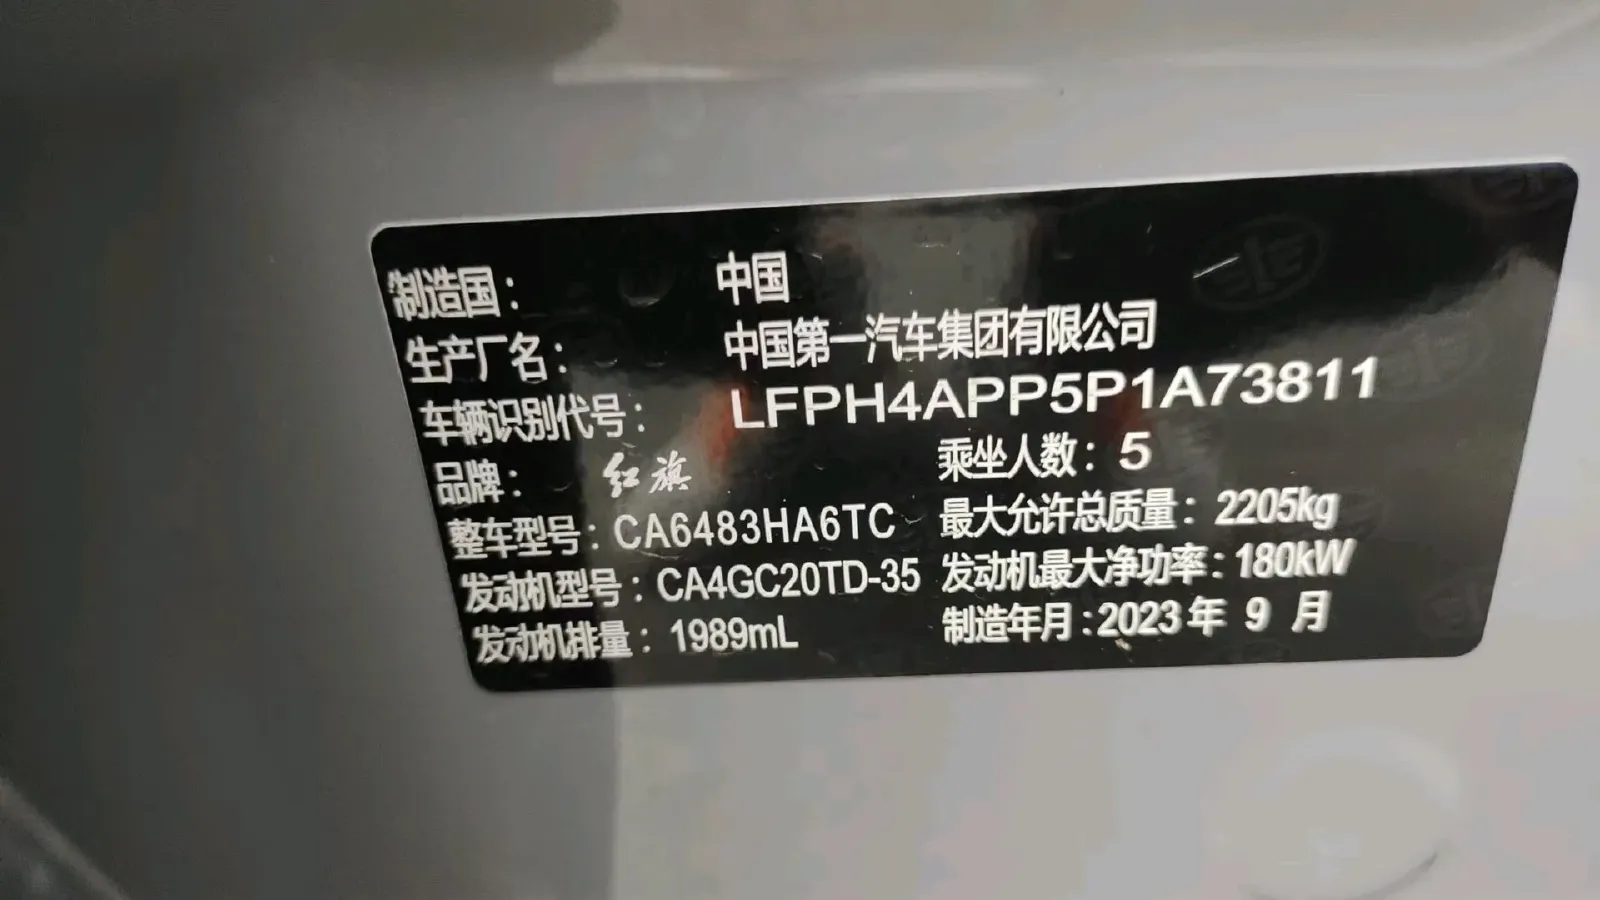 制造国： 中国
生产厂名： 中国第一汽车集团有限公司
车辆识别代号： LFPH4APP5P1A73811
品牌： 红旗 乘坐人数：5
整车型号：CA6483HA6TC 最大允许总质量：2205kg
发动机型号：CA4GC20TD-35 发动机最大净功率：180kW
发动机排量：1989mL 制造年月：2023年 9 月